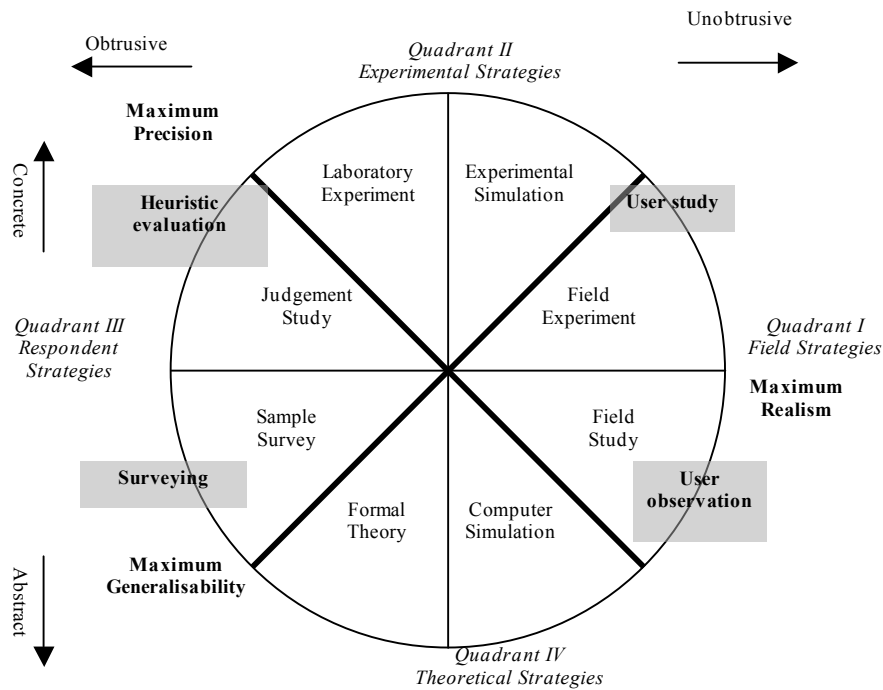 Unobtrusive
Obtrusive
Quadrant II
Experimental Strategies
Maximum
Precision
Concrete
Laboratory
Experiment
Experimental
Simulation
Heuristic
evaluation
User study
Judgement
Study
Field
Experiment
Quadrant III
Respondent
Strategies
Quadrant I
Field Strategies
Maximum
Realism
Sample
Survey
Field
Study
Surveying
User
observation
Formal
Theory
Computer
Simulation
Maximum
Generalisability
Abstract
Quadrant IV
Theoretical Strategies